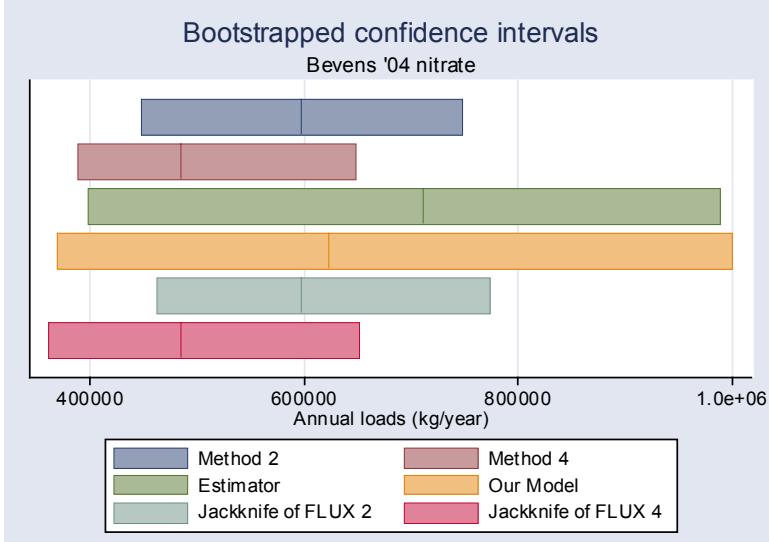 Bootstrapped confidence intervals
Bevens '04 nitrate
400000 600000 800000 1.0e+06
Annual loads (kg/year)
Method 2 Method 4
Estimator Our Model
Jackknife of FLUX 2 Jackknife of FLUX 4